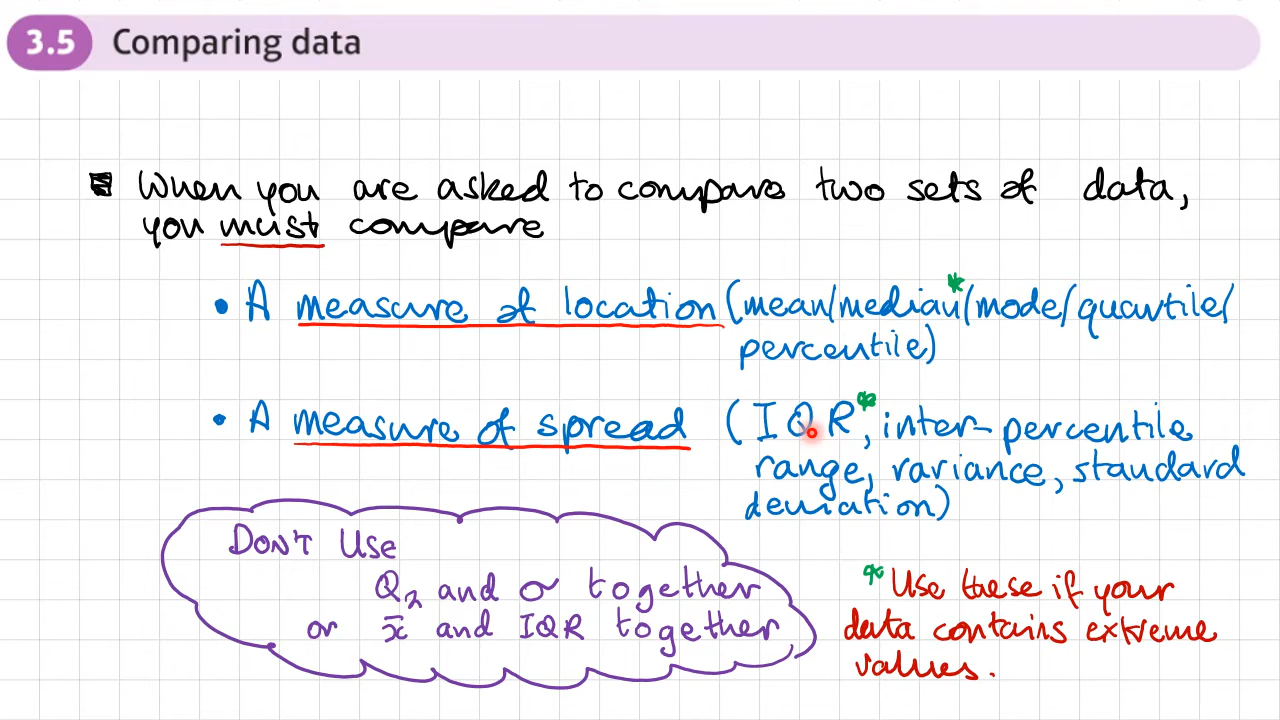 3.5 Comparing data
When you are asked to compare two sets of data,
you must compare
• A measure of location (mean/median*/mode/quartile/
percentile)
• A measure of spread (IQR*, inter-percentile
range, variance, standard
deviation)
DON'T USE
Q₂ and σ together
or x̄ and IQR together
* Use these if your
data contains extreme
values.